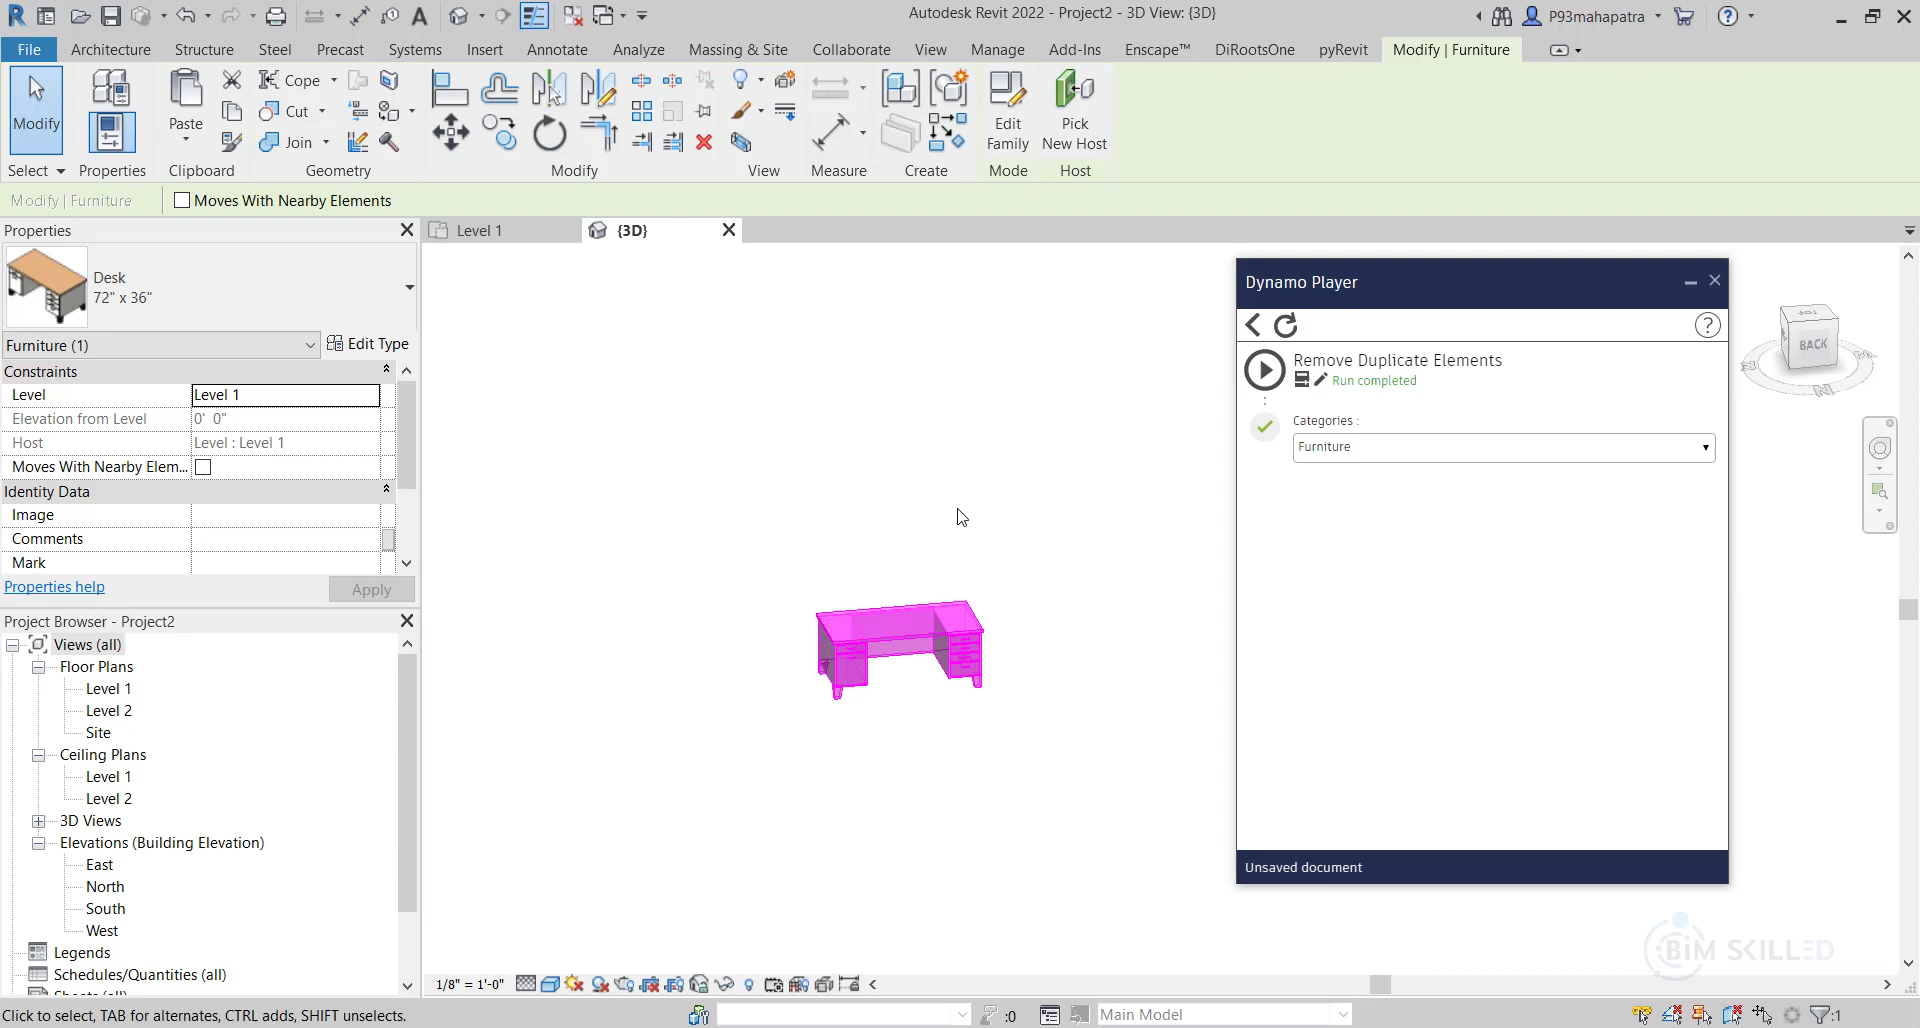 Autodesk Revit 2022 - Project2 - 3D View: {3D}
P93mahapatra
File
Architecture
Structure
Steel
Precast
Systems
Insert
Annotate
Analyze
Massing & Site
Collaborate
View
Manage
Add-Ins
Enscape™
DiRootsOne
pyRevit
Modify | Furniture
Modify
Paste
Cope
Cut
Join
Edit
Family
Pick
New Host
Select
Properties
Clipboard
Geometry
Modify
View
Measure
Create
Mode
Host
Modify | Furniture
Moves With Nearby Elements
Properties
Level 1
{3D}
Desk
72" x 36"
Furniture (1)
Edit Type
Constraints
Level
Level 1
Elevation from Level
0' 0"
Host
Level : Level 1
Moves With Nearby Elem...
Identity Data
Image
Comments
Mark
Properties help
Apply
Project Browser - Project2
Views (all)
Floor Plans
Level 1
Level 2
Site
Ceiling Plans
Level 1
Level 2
3D Views
Elevations (Building Elevation)
East
North
South
West
Legends
Schedules/Quantities (all)
Dynamo Player
Remove Duplicate Elements
Run completed
Categories :
Furniture
Unsaved document
TOP
BACK
BIM SKILLED
1/8" = 1'-0"
Click to select, TAB for alternates, CTRL adds, SHIFT unselects.
:0
Main Model
:1